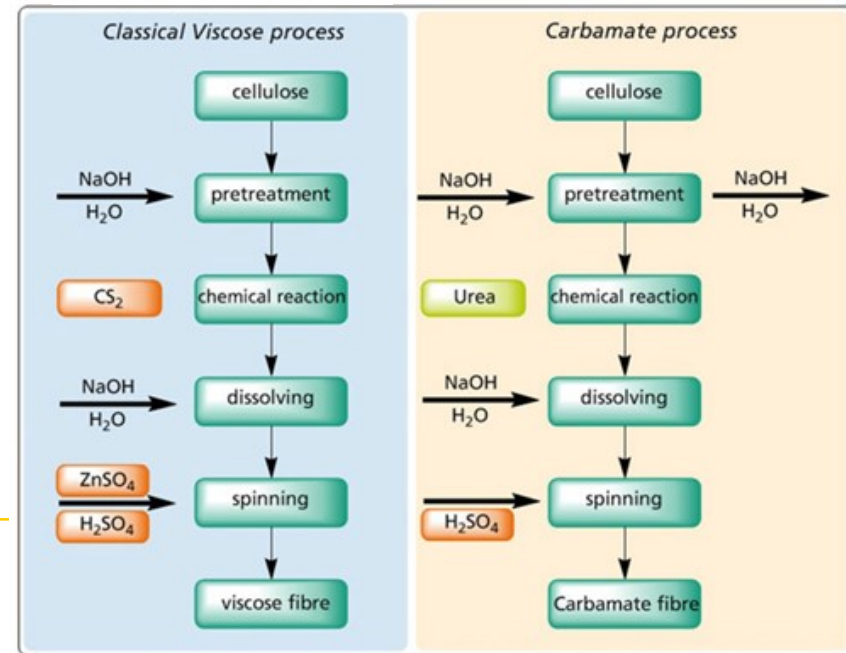 Classical Viscose process
cellulose
NaOH
H₂O
pretreatment
CS₂
chemical reaction
NaOH
H₂O
dissolving
ZnSO₄
H₂SO₄
spinning
viscose fibre
Carbamate process
cellulose
NaOH
H₂O
pretreatment
NaOH
H₂O
Urea
chemical reaction
NaOH
H₂O
dissolving
H₂SO₄
spinning
Carbamate fibre